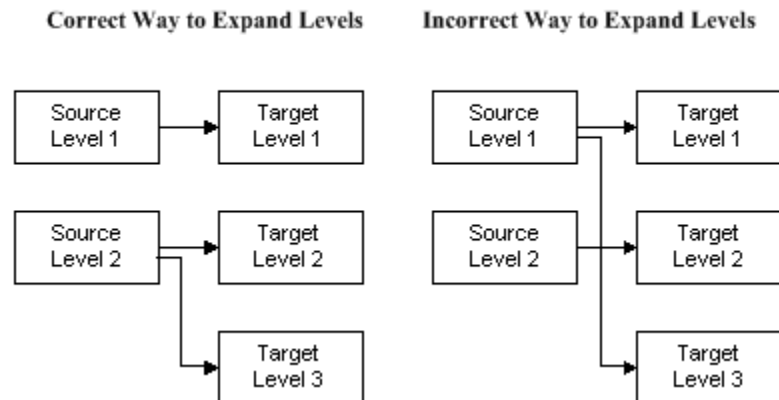 Correct Way to Expand Levels
Incorrect Way to Expand Levels
Source
Level 1
Target
Level 1
Source
Level 2
Target
Level 2
Target
Level 3
Source
Level 1
Target
Level 1
Source
Level 2
Target
Level 2
Target
Level 3